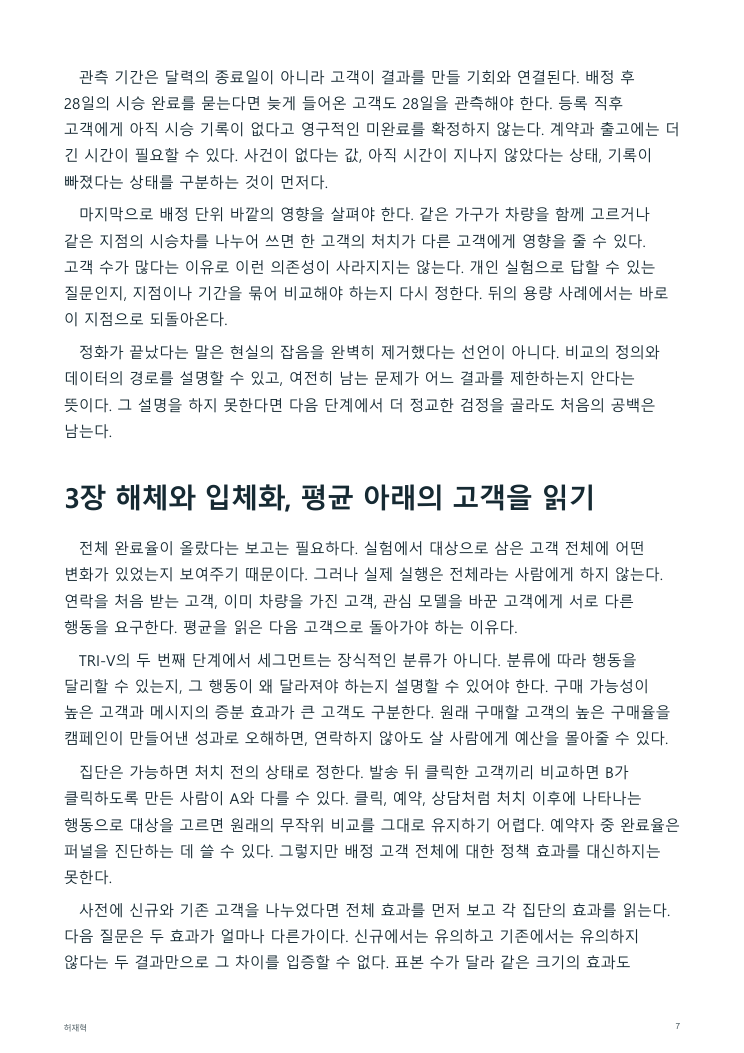 관측 기간은 달력의 종료일이 아니라 고객이 결과를 만들 기회와 연결된다. 배정 후
28일의 시승 완료를 묻는다면 늦게 들어온 고객도 28일을 관측해야 한다. 등록 직후
고객에게 아직 시승 기록이 없다고 영구적인 미완료를 확정하지 않는다. 계약과 출고에는 더
긴 시간이 필요할 수 있다. 사건이 없다는 값, 아직 시간이 지나지 않았다는 상태, 기록이
빠졌다는 상태를 구분하는 것이 먼저다.
마지막으로 배정 단위 바깥의 영향을 살펴야 한다. 같은 가구가 차량을 함께 고르거나
같은 지점의 시승차를 나누어 쓰면 한 고객의 처치가 다른 고객에게 영향을 줄 수 있다.
고객 수가 많다는 이유로 이런 의존성이 사라지지는 않는다. 개인 실험으로 답할 수 있는
질문인지, 지점이나 기간을 묶어 비교해야 하는지 다시 정한다. 뒤의 용량 사례에서는 바로
이 지점으로 되돌아온다.
정화가 끝났다는 말은 현실의 잡음을 완벽히 제거했다는 선언이 아니다. 비교의 정의와
데이터의 경로를 설명할 수 있고, 여전히 남는 문제가 어느 결과를 제한하는지 안다는
뜻이다. 그 설명을 하지 못한다면 다음 단계에서 더 정교한 검정을 골라도 처음의 공백은
남는다.
3장 해체와 입체화, 평균 아래의 고객을 읽기
전체 완료율이 올랐다는 보고는 필요하다. 실험에서 대상으로 삼은 고객 전체에 어떤
변화가 있었는지 보여주기 때문이다. 그러나 실제 실행은 전체라는 사람에게 하지 않는다.
연락을 처음 받는 고객, 이미 차량을 가진 고객, 관심 모델을 바꾼 고객에게 서로 다른
행동을 요구한다. 평균을 읽은 다음 고객으로 돌아가야 하는 이유다.
TRI-V의 두 번째 단계에서 세그먼트는 장식적인 분류가 아니다. 분류에 따라 행동을
달리할 수 있는지, 그 행동이 왜 달라져야 하는지 설명할 수 있어야 한다. 구매 가능성이
높은 고객과 메시지의 증분 효과가 큰 고객도 구분한다. 원래 구매할 고객의 높은 구매율을
캠페인이 만들어낸 성과로 오해하면, 연락하지 않아도 살 사람에게 예산을 몰아줄 수 있다.
집단은 가능하면 처치 전의 상태로 정한다. 발송 뒤 클릭한 고객끼리 비교하면 B가
클릭하도록 만든 사람이 A와 다를 수 있다. 클릭, 예약, 상담처럼 처치 이후에 나타나는
행동으로 대상을 고르면 원래의 무작위 비교를 그대로 유지하기 어렵다. 예약자 중 완료율은
퍼널을 진단하는 데 쓸 수 있다. 그렇지만 배정 고객 전체에 대한 정책 효과를 대신하지는
못한다.
사전에 신규와 기존 고객을 나누었다면 전체 효과를 먼저 보고 각 집단의 효과를 읽는다.
다음 질문은 두 효과가 얼마나 다른가이다. 신규에서는 유의하고 기존에서는 유의하지
않다는 두 결과만으로 그 차이를 입증할 수 없다. 표본 수가 달라 같은 크기의 효과도
허재혁
7